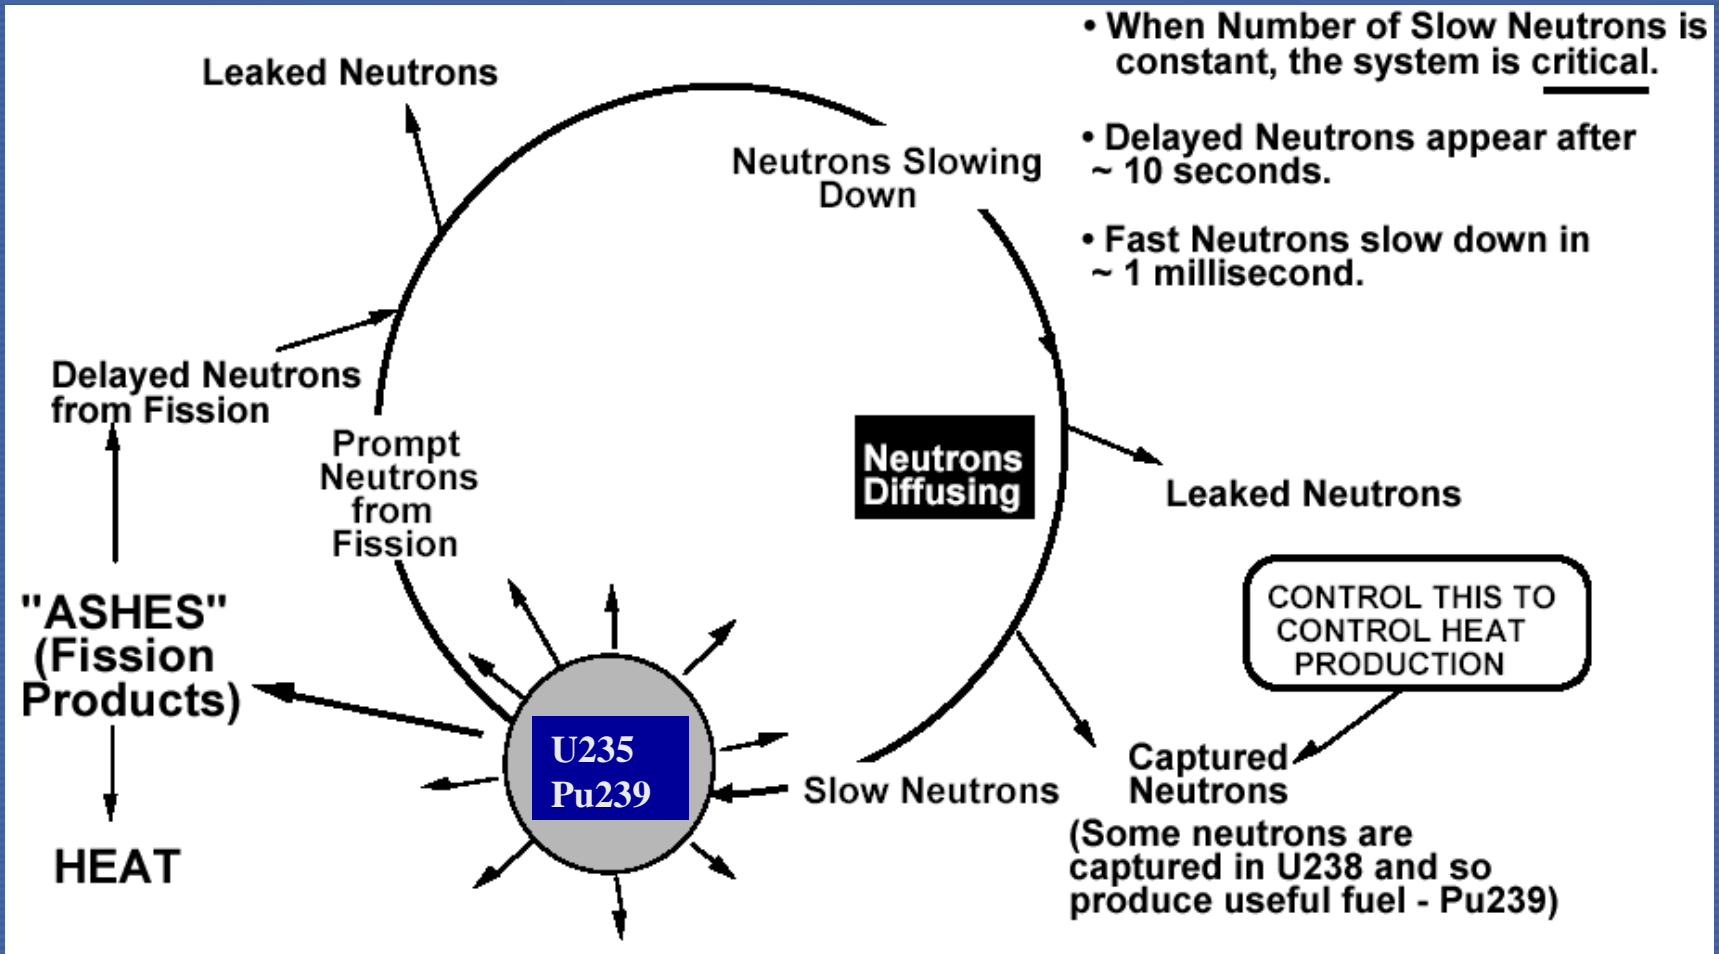 • When Number of Slow Neutrons is
constant, the system is critical.
• Delayed Neutrons appear after
~ 10 seconds.
• Fast Neutrons slow down in
~ 1 millisecond.
Leaked Neutrons
Neutrons Slowing
Down
Delayed Neutrons
from Fission
Prompt
Neutrons
from
Fission
Neutrons
Diffusing
Leaked Neutrons
CONTROL THIS TO
CONTROL HEAT
PRODUCTION
"ASHES"
(Fission
Products)
HEAT
U235
Pu239
Slow Neutrons
Captured
Neutrons
(Some neutrons are
captured in U238 and so
produce useful fuel - Pu239)